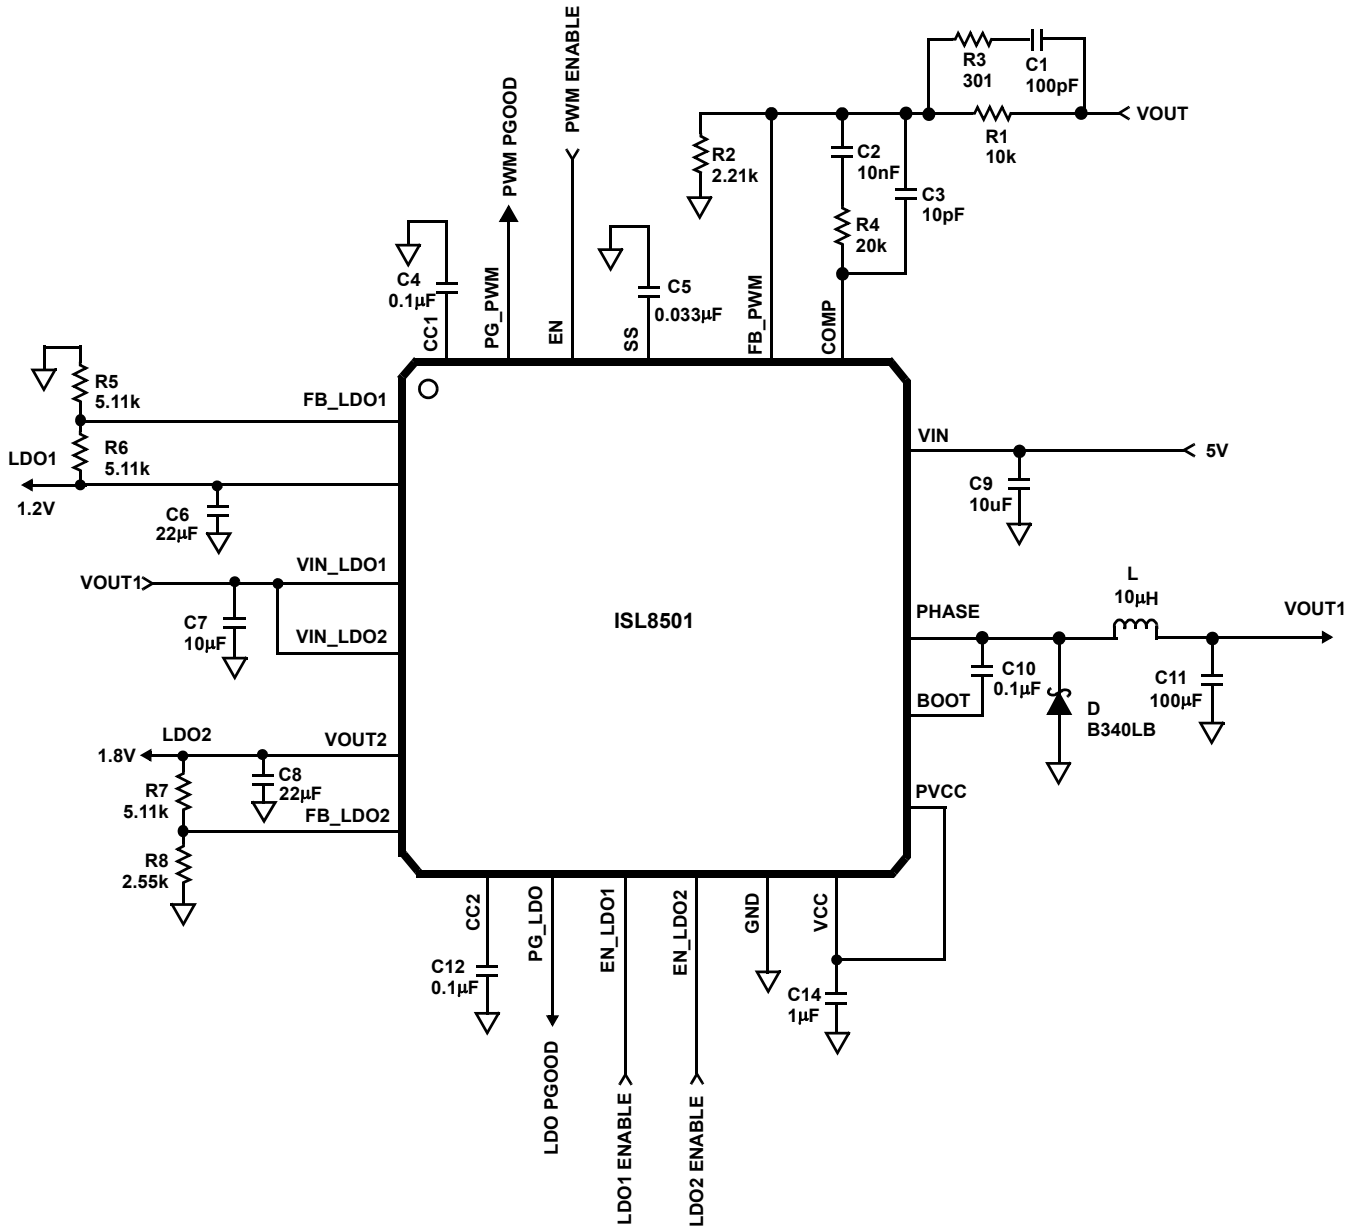 PWM ENABLE
PWM PGOOD
R3
301
C1
100pF
VOUT
R1
10k
R2
2.21k
C2
10nF
C3
10pF
R4
20k
C4
0.1µF
CC1
PG_PWM
EN
SS
C5
0.033µF
FB_PWM
COMP
R5
5.11k
FB_LDO1
R6
5.11k
LDO1
1.2V
C6
22µF
VIN
5V
C9
10uF
VOUT1
VIN_LDO1
C7
10µF
VIN_LDO2
ISL8501
L
10µH
PHASE
VOUT1
C10
0.1µF
C11
100µF
BOOT
D
B340LB
LDO2
VOUT2
1.8V
C8
22µF
R7
5.11k
FB_LDO2
R8
2.55k
PVCC
CC2
PG_LDO
EN_LDO1
EN_LDO2
GND
VCC
C12
0.1µF
C14
1µF
LDO PGOOD
LDO1 ENABLE
LDO2 ENABLE